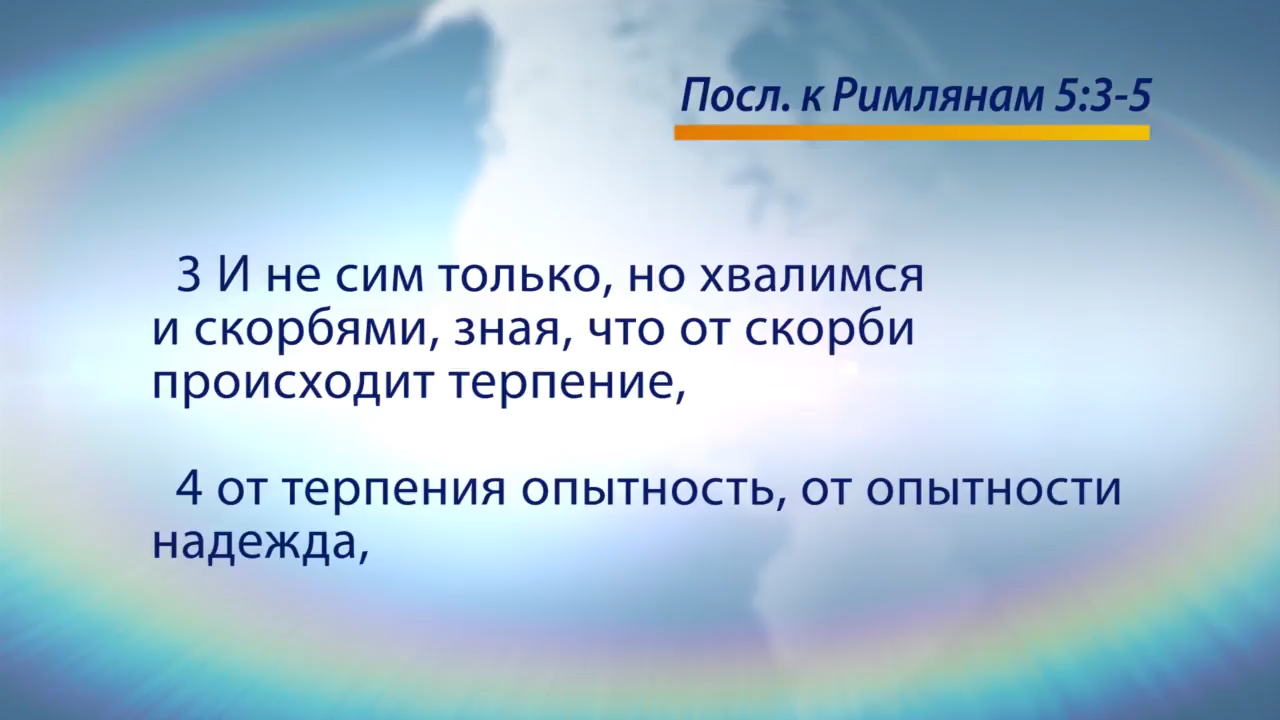 Посл. к Римлянам 5:3-5
3 И не сим только, но хвалимся
и скорбями, зная, что от скорби
происходит терпение,
4 от терпения опытность, от опытности
надежда,